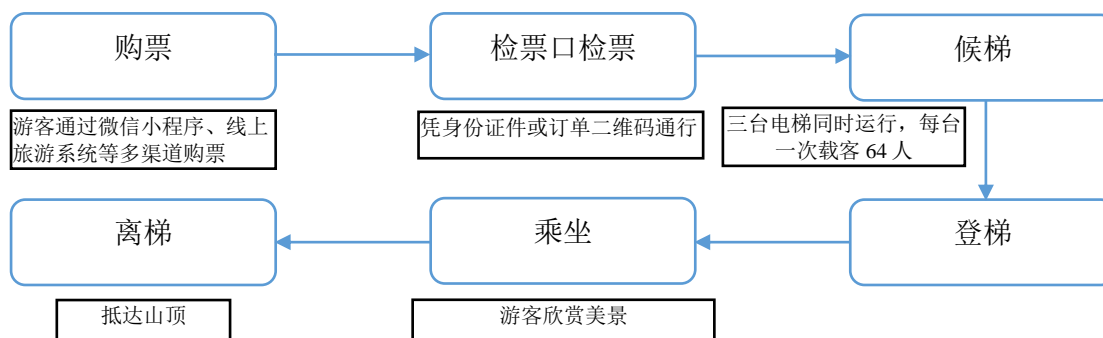 购票
检票口检票
候梯
游客通过微信小程序、线上
旅游系统等多渠道购票
凭身份证件或订单二维码通行
三台电梯同时运行，每台
一次载客 64 人
离梯
乘坐
登梯
抵达山顶
游客欣赏美景